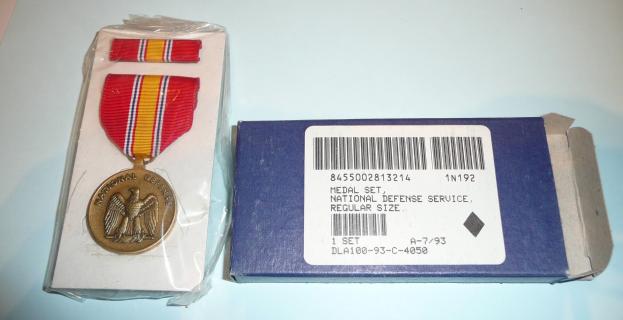 NATIONAL DEFENSE
8455002813214 1N192
MEDAL SET,
NATIONAL DEFENSE SERVICE,
REGULAR SIZE.
1 SET A-7/93
DLA100-93-C-4050